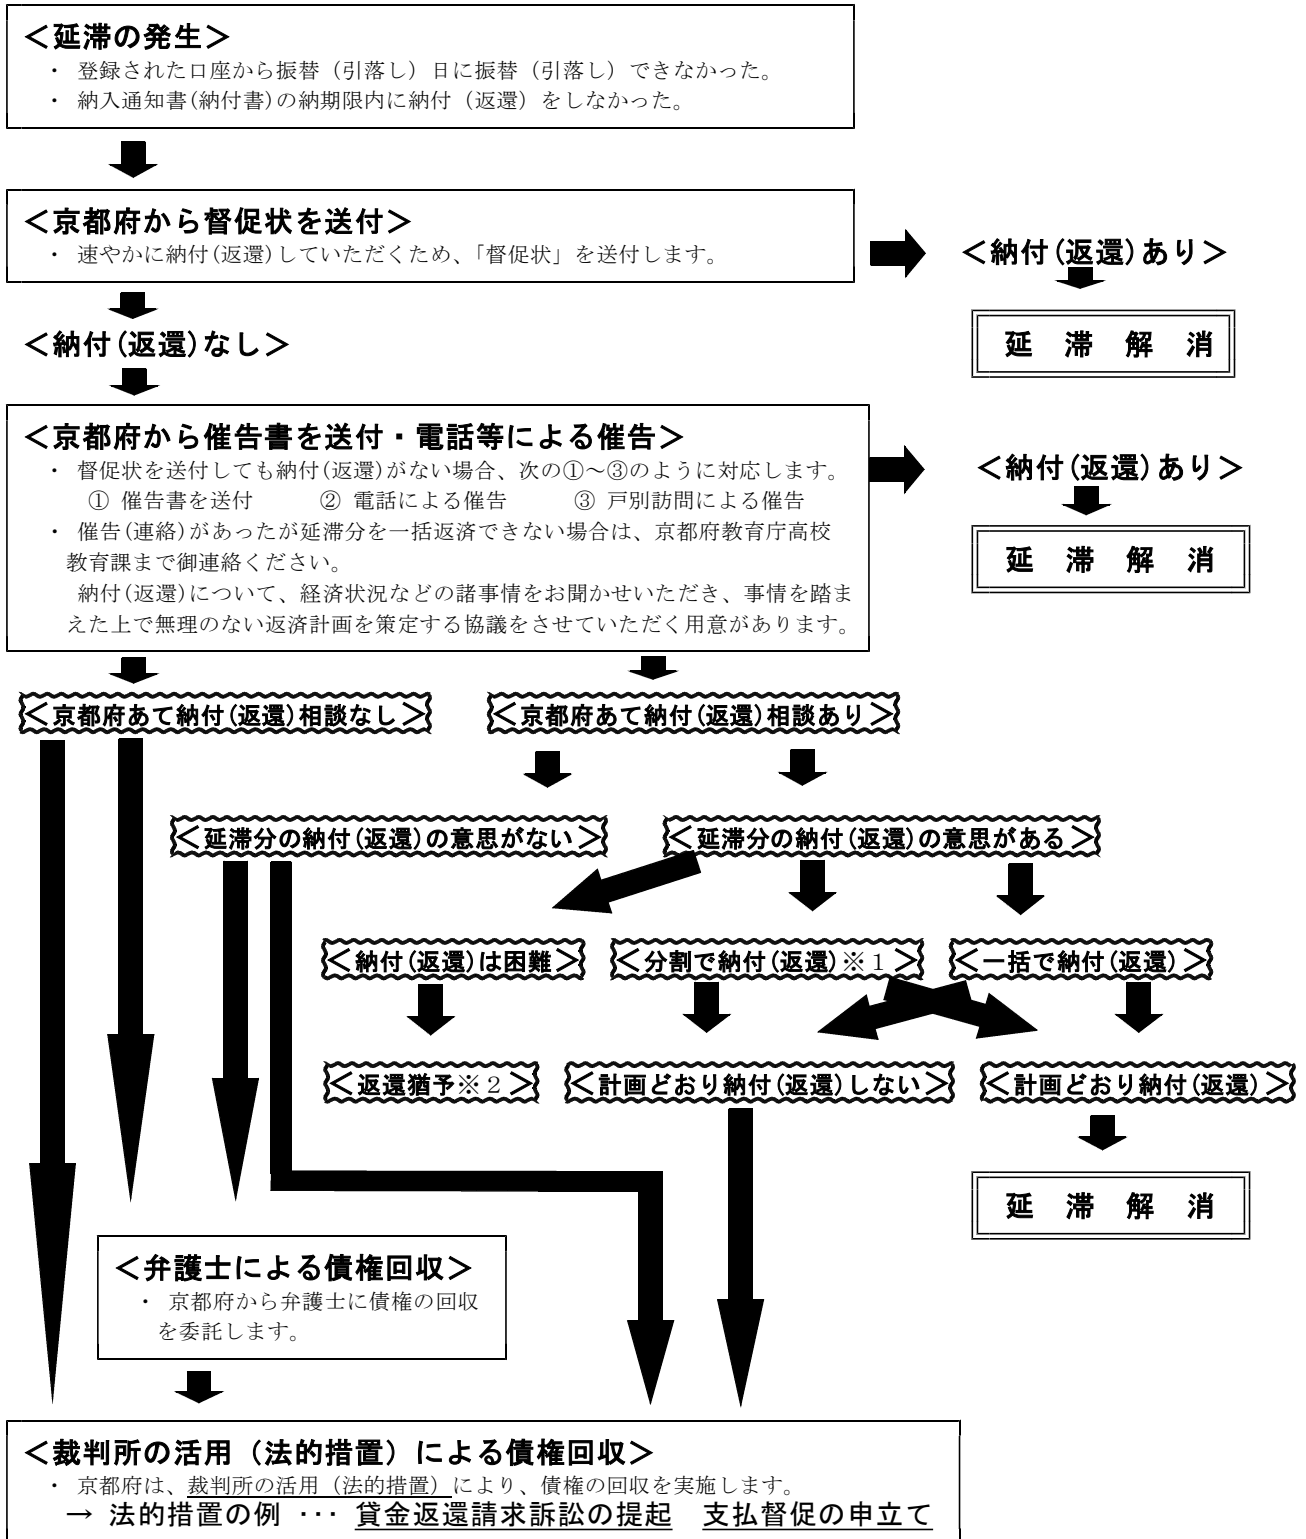 ＜延滞の発生＞
・ 登録された口座から振替（引落し）日に振替（引落し）できなかった。
・ 納入通知書(納付書)の納期限内に納付（返還）をしなかった。
＜京都府から督促状を送付＞
・ 速やかに納付(返還)していただくため、「督促状」を送付します。
＜納付(返還)あり＞
延　滞　解　消
＜納付(返還)なし＞
＜京都府から催告書を送付・電話等による催告＞
・ 督促状を送付しても納付(返還)がない場合、次の①～③のように対応します。
① 催告書を送付　　② 電話による催告　　③ 戸別訪問による催告
・ 催告(連絡)があったが延滞分を一括返済できない場合は、京都府教育庁高校
教育課まで御連絡ください。
納付(返還)について、経済状況などの諸事情をお聞かせいただき、事情を踏ま
えた上で無理のない返済計画を策定する協議をさせていただく用意があります。
＜納付(返還)あり＞
延　滞　解　消
＜京都府あて納付(返還)相談なし＞
＜京都府あて納付(返還)相談あり＞
＜延滞分の納付(返還)の意思がない＞
＜延滞分の納付(返還)の意思がある＞
＜納付(返還)は困難＞
＜分割で納付(返還)※１＞
＜一括で納付(返還)＞
＜返還猶予※２＞
＜計画どおり納付(返還)しない＞
＜計画どおり納付(返還)＞
延　滞　解　消
＜弁護士による債権回収＞
・ 京都府から弁護士に債権の回収
を委託します。
＜裁判所の活用（法的措置）による債権回収＞
・ 京都府は、裁判所の活用（法的措置）により、債権の回収を実施します。
→ 法的措置の例 ･･･ 貸金返還請求訴訟の提起　支払督促の申立て